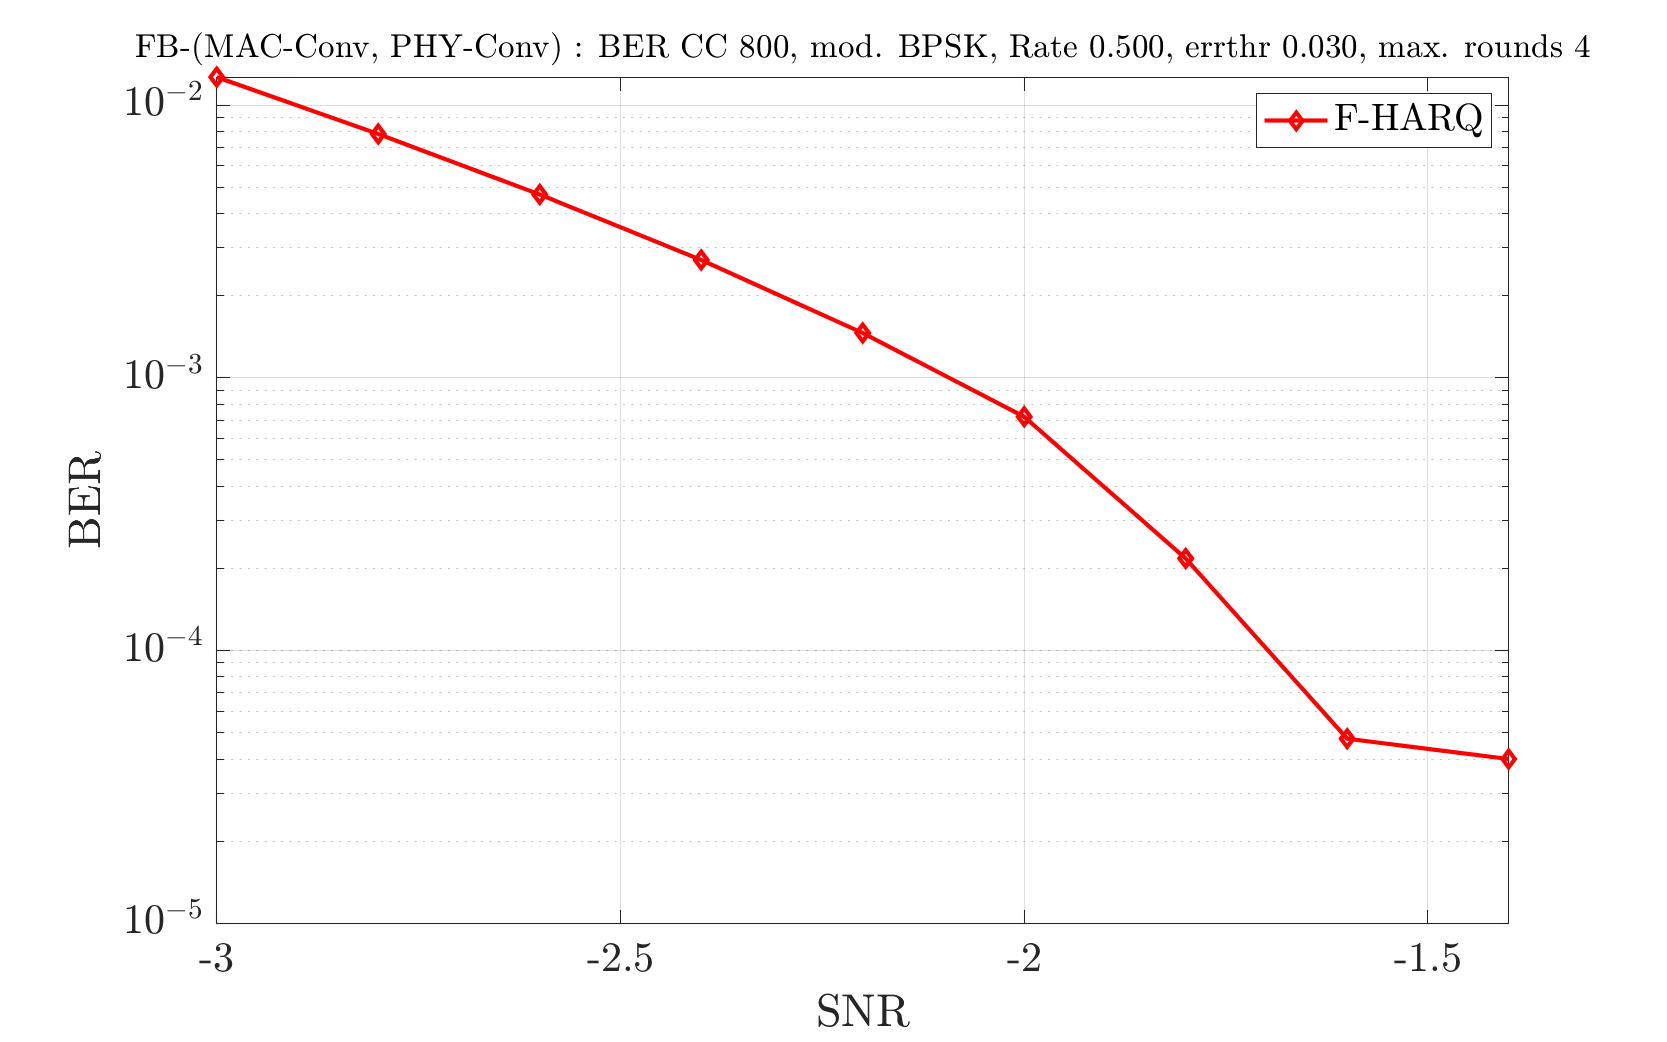 FB-(MAC-Conv, PHY-Conv) : BER CC 800, mod. BPSK, Rate 0.500, errthr 0.030, max. rounds 4
F-HARQ
10⁻²
10⁻³
10⁻⁴
10⁻⁵
BER
-3 -2.5 -2 -1.5
SNR